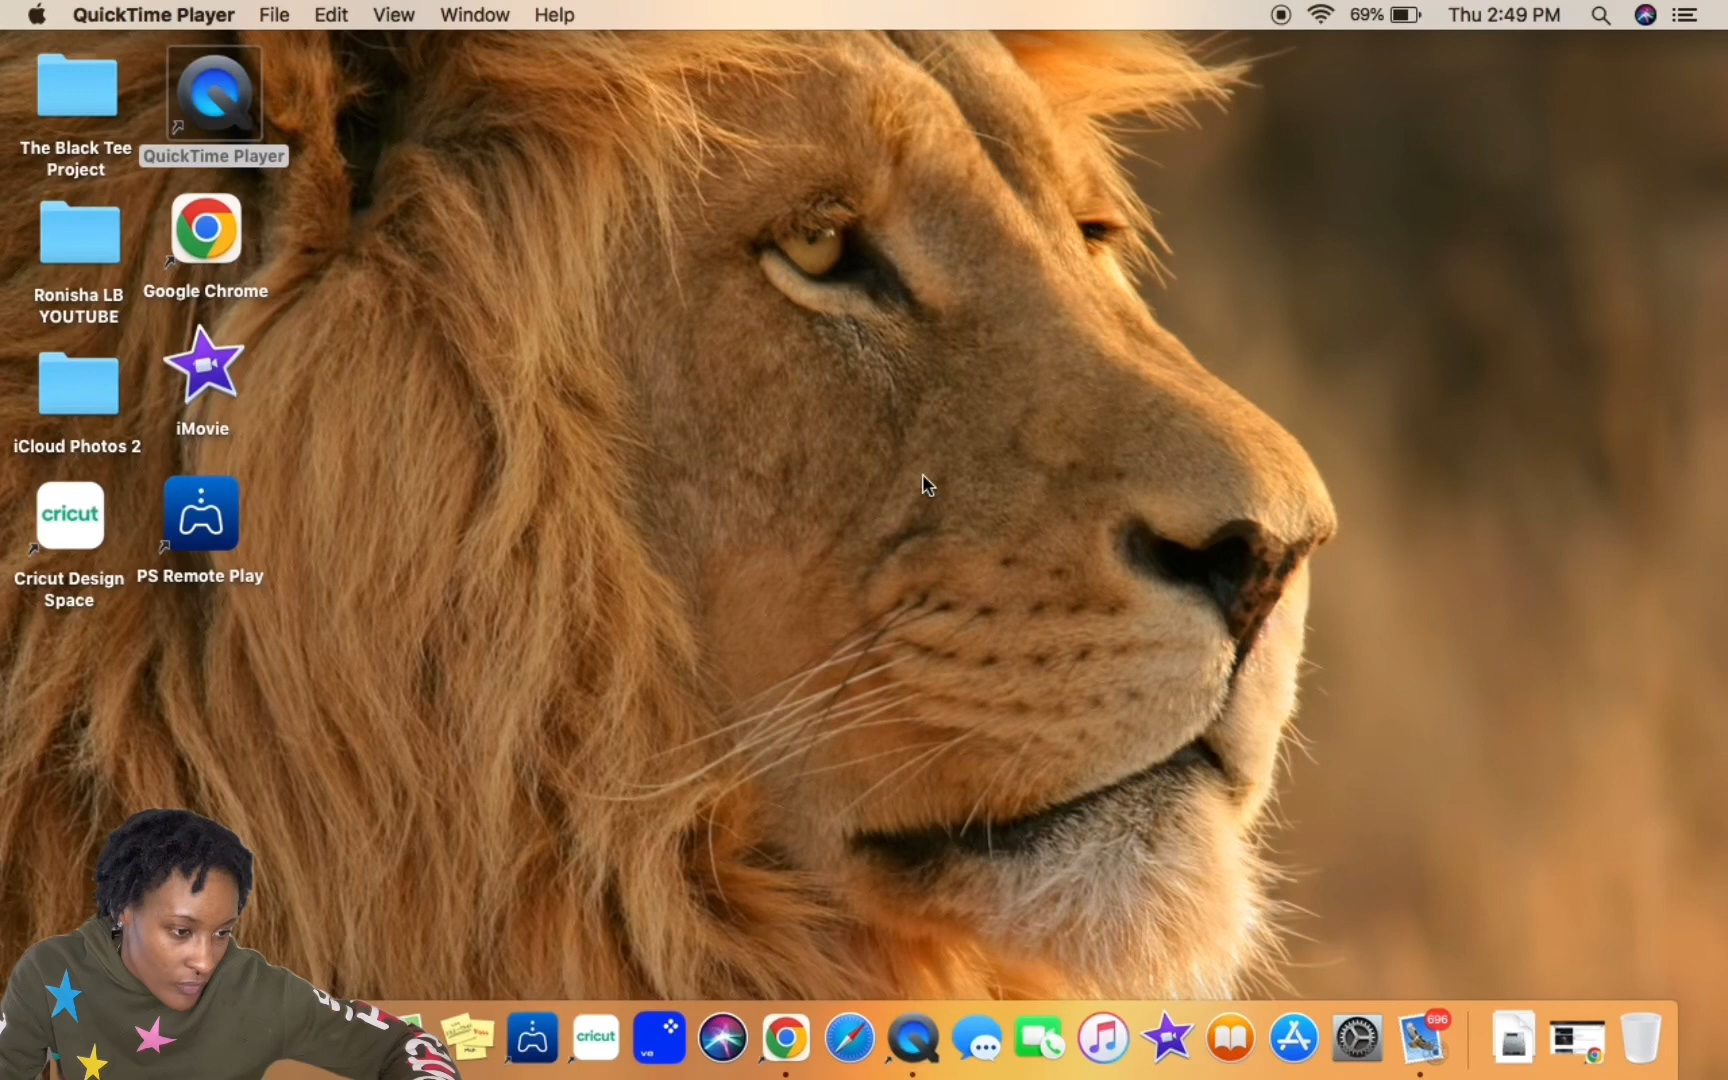 QuickTime Player File Edit View Window Help 69% Thu 2:49 PM
The Black Tee
Project
QuickTime Player
Ronisha LB
YOUTUBE
Google Chrome
iCloud Photos 2
iMovie
cricut
Cricut Design
Space
PS Remote Play
cricut
ve
696